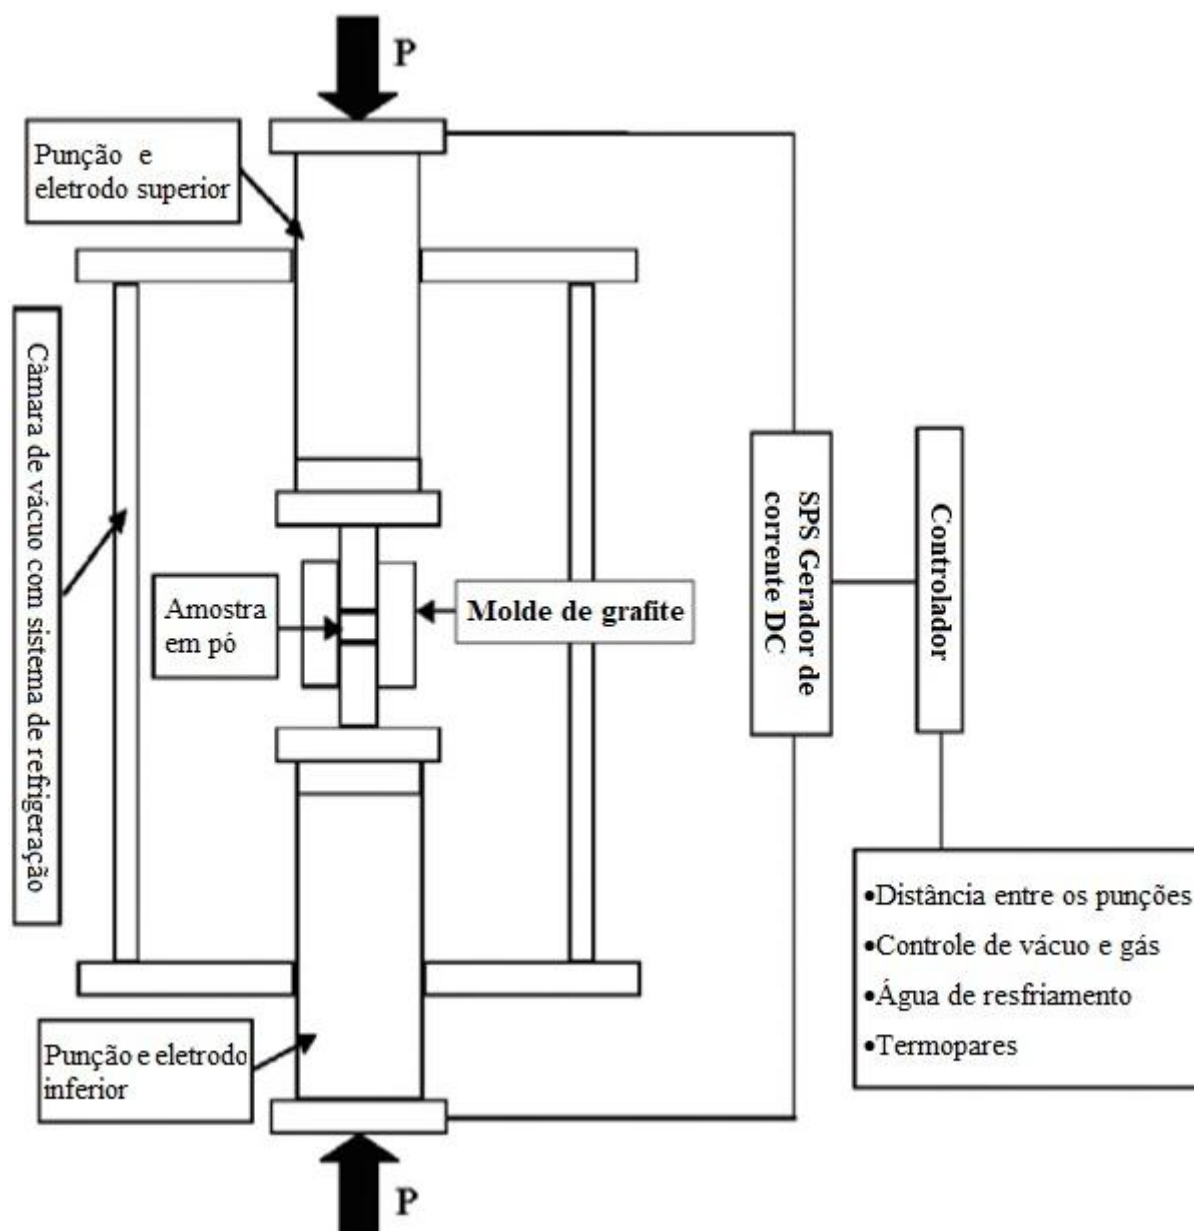 P
Punção e
eletrodo superior
Câmara de vácuo com sistema de refrigeração
Amostra
em pó
Molde de grafite
SPS Gerador de
corrente DC
Controlador
•Distância entre os punções
•Controle de vácuo e gás
•Água de resfriamento
•Termopares
Punção e eletrodo
inferior
P